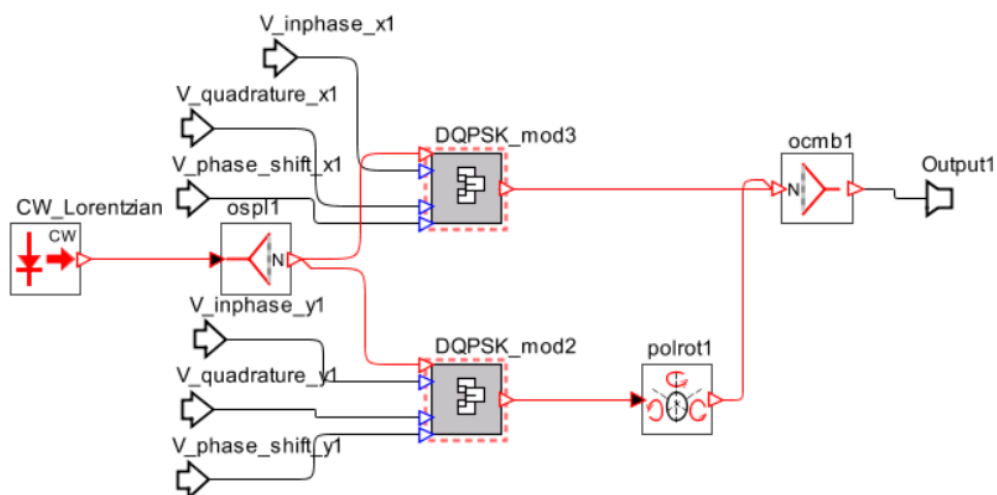 V_inphase_x1
V_quadrature_x1
DQPSK_mod3
ocmb1
V_phase_shift_x1
N
Output1
CW_Lorentzian
ospl1
CW
N
V_inphase_y1
DQPSK_mod2
polrot1
V_quadrature_y1
V_phase_shift_y1